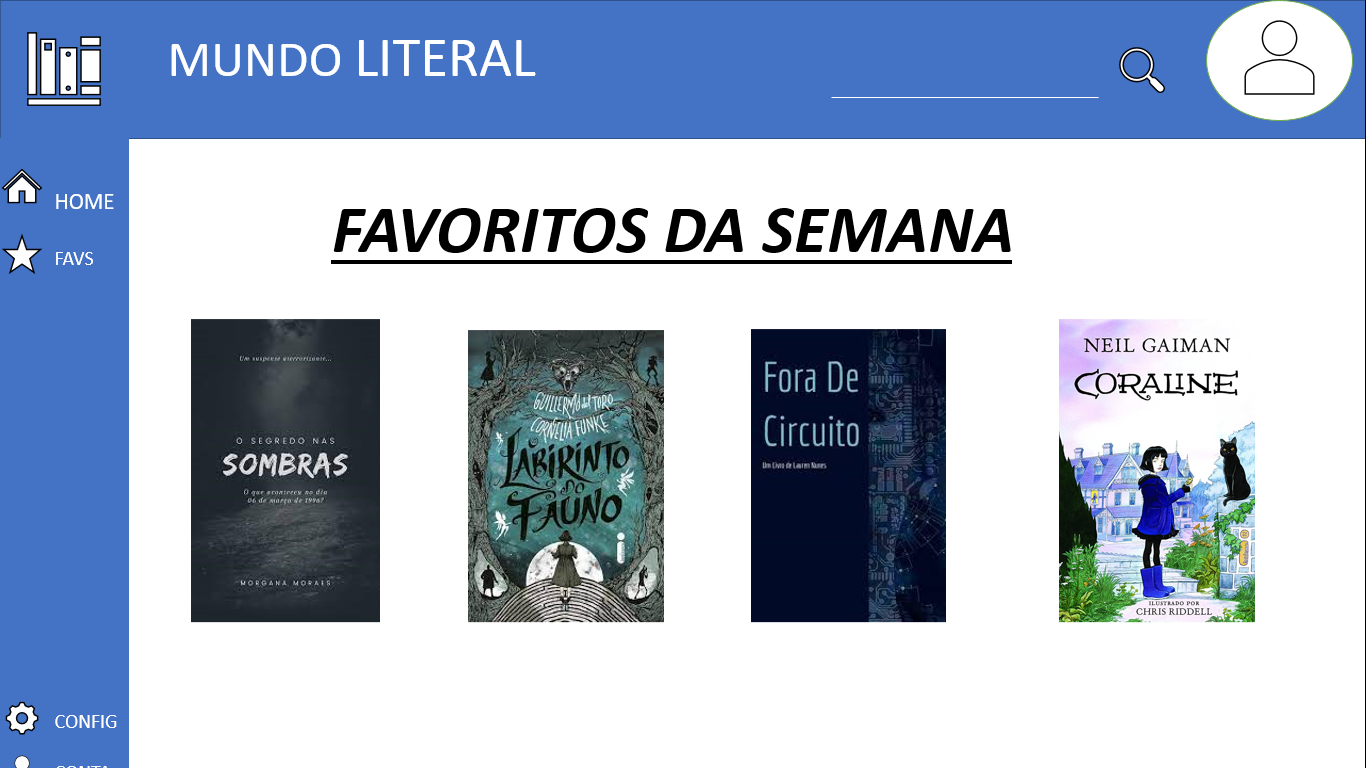 MUNDO LITERAL
HOME
FAVS
FAVORITOS DA SEMANA
Um suspense aterrorizante...
O SEGREDO NAS
SOMBRAS
O que aconteceu no dia
06 de março de 1996?
MORGANA MORAES
GUILLERMO del TORO
CORNELIA FUNKE
O LABIRINTO
DO
FAUNO
Fora De
Circuito
Um Livro de Lauren Nunes
NEIL GAIMAN
CORALINE
ILUSTRADO POR
CHRIS RIDDELL
CONFIG
CONTA